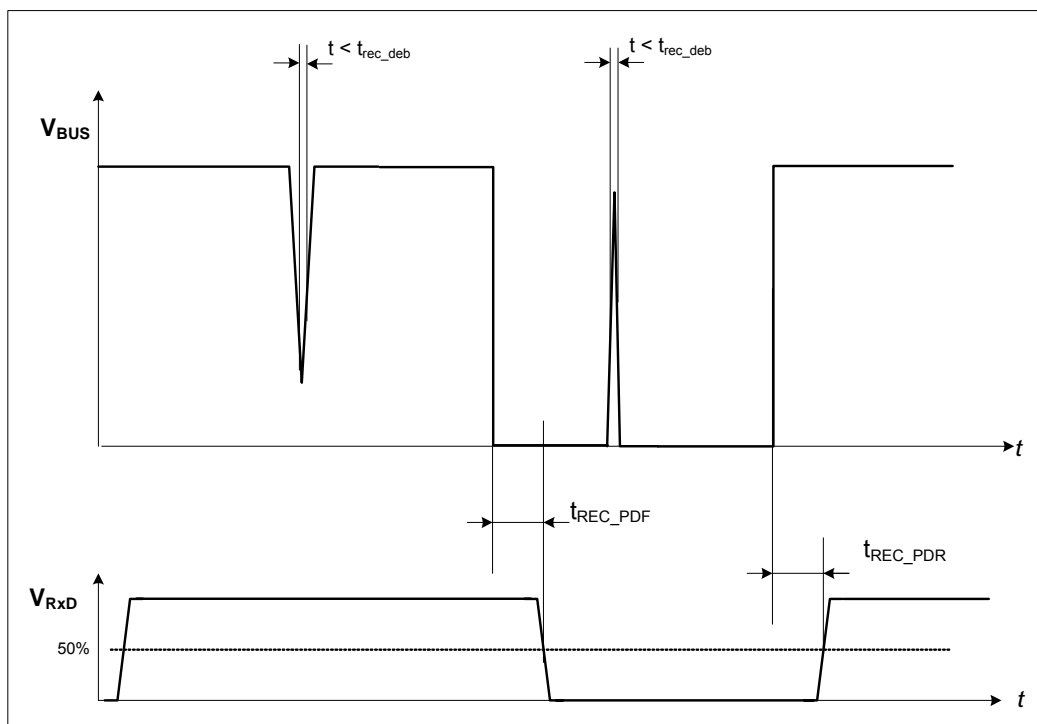 t < trec_deb
t < trec_deb
VBUS
t
tREC_PDF
tREC_PDR
VRxD
50%
t